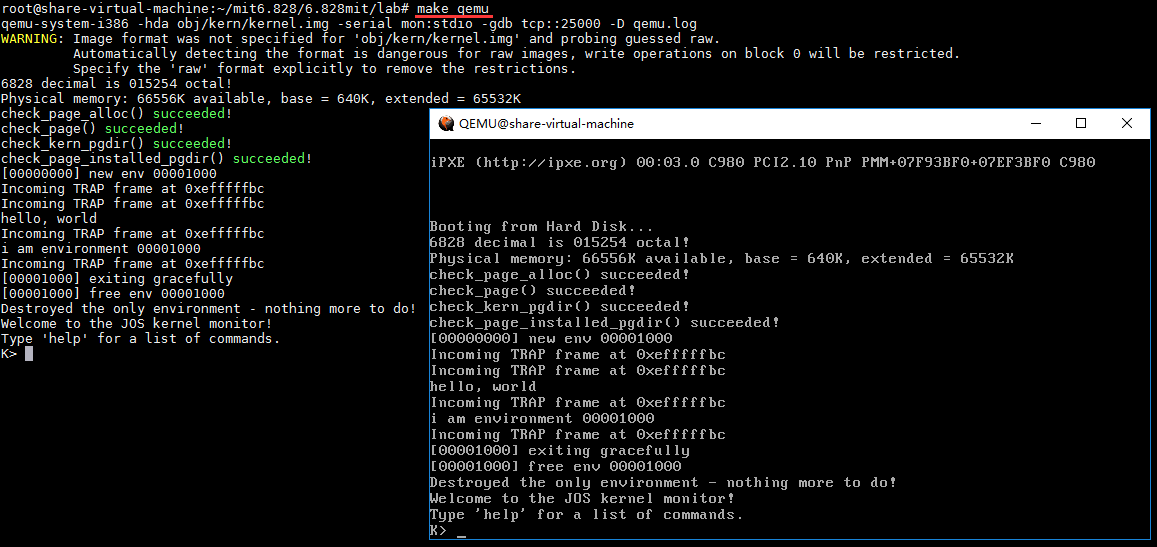 root@share-virtual-machine:~/mit6.828/6.828mit/lab# make qemu
qemu-system-i386 -hda obj/kern/kernel.img -serial mon:stdio -gdb tcp::25000 -D qemu.log
WARNING: Image format was not specified for 'obj/kern/kernel.img' and probing guessed raw.
         Automatically detecting the format is dangerous for raw images, write operations on block 0 will be restricted.
         Specify the 'raw' format explicitly to remove the restrictions.
6828 decimal is 015254 octal!
Physical memory: 66556K available, base = 640K, extended = 65532K
check_page_alloc() succeeded!
check_page() succeeded!
check_kern_pgdir() succeeded!
check_page_installed_pgdir() succeeded!
[00000000] new env 00001000
Incoming TRAP frame at 0xefffffbc
Incoming TRAP frame at 0xefffffbc
hello, world
Incoming TRAP frame at 0xefffffbc
i am environment 00001000
Incoming TRAP frame at 0xefffffbc
[00001000] exiting gracefully
[00001000] free env 00001000
Destroyed the only environment - nothing more to do!
Welcome to the JOS kernel monitor!
Type 'help' for a list of commands.
K>
QEMU@share-virtual-machine
iPXE (http://ipxe.org) 00:03.0 C980 PCI2.10 PnP PMM+07F93BF0+07EF3BF0 C980
Booting from Hard Disk...
6828 decimal is 015254 octal!
Physical memory: 66556K available, base = 640K, extended = 65532K
check_page_alloc() succeeded!
check_page() succeeded!
check_kern_pgdir() succeeded!
check_page_installed_pgdir() succeeded!
[00000000] new env 00001000
Incoming TRAP frame at 0xefffffbc
Incoming TRAP frame at 0xefffffbc
hello, world
Incoming TRAP frame at 0xefffffbc
i am environment 00001000
Incoming TRAP frame at 0xefffffbc
[00001000] exiting gracefully
[00001000] free env 00001000
Destroyed the only environment - nothing more to do!
Welcome to the JOS kernel monitor!
Type 'help' for a list of commands.
K> _